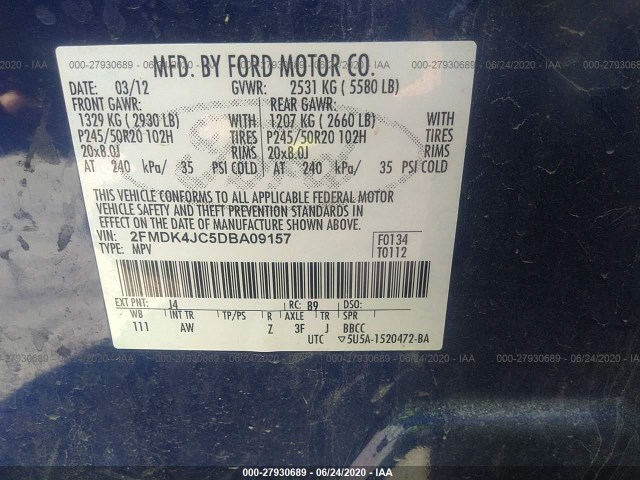 000-27930689 - 06/24/2020 - IAA
MFD. BY FORD MOTOR CO.
DATE: 03/12 GVWR: 2531 KG ( 5580 LB)
FRONT GAWR: REAR GAWR:
1329 KG ( 2930 LB) WITH 1207 KG ( 2660 LB) WITH
P245/50R20 102H TIRES P245/50R20 102H TIRES
20x8.0J RIMS 20x8.0J RIMS
AT 240 kPa/ 35 PSI COLD AT 240 kPa/ 35 PSI COLD
THIS VEHICLE CONFORMS TO ALL APPLICABLE FEDERAL MOTOR
VEHICLE SAFETY AND THEFT PREVENTION STANDARDS IN
EFFECT ON THE DATE OF MANUFACTURE SHOWN ABOVE.
VIN: 2FMDK4JC5DBA09157 F0134
TYPE: MPV T0112
EXT PNT: J4 RC: 89 DSO:
WB INT TR TP/PS R AXLE TR SPR
111 AW Z 3F J BBCC
UTC ▽5U5A-1520472-BA
000-27930689 - 06/24/2020 - IAA